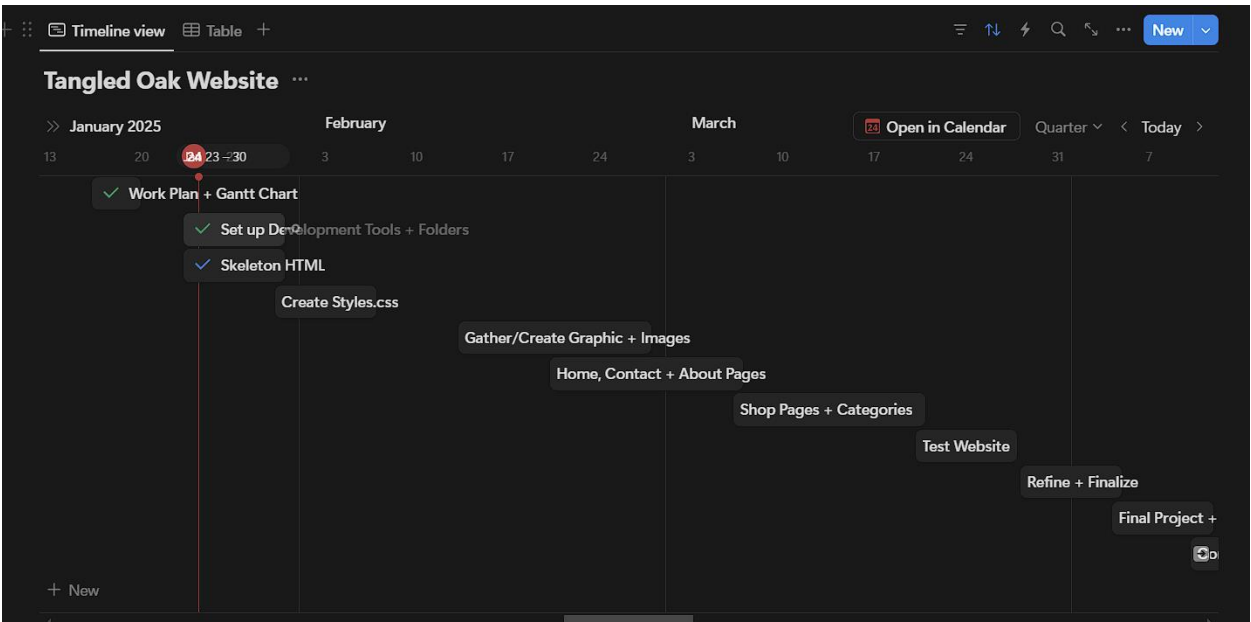 Timeline view Table
New
Tangled Oak Website
January 2025 February March
24 Open in Calendar Quarter Today
13 20 24 23 – 30 3 10 17 24 3 10 17 24 31 7
Work Plan + Gantt Chart
Set up Development Tools + Folders
Skeleton HTML
Create Styles.css
Gather/Create Graphic + Images
Home, Contact + About Pages
Shop Pages + Categories
Test Website
Refine + Finalize
Final Project +
New